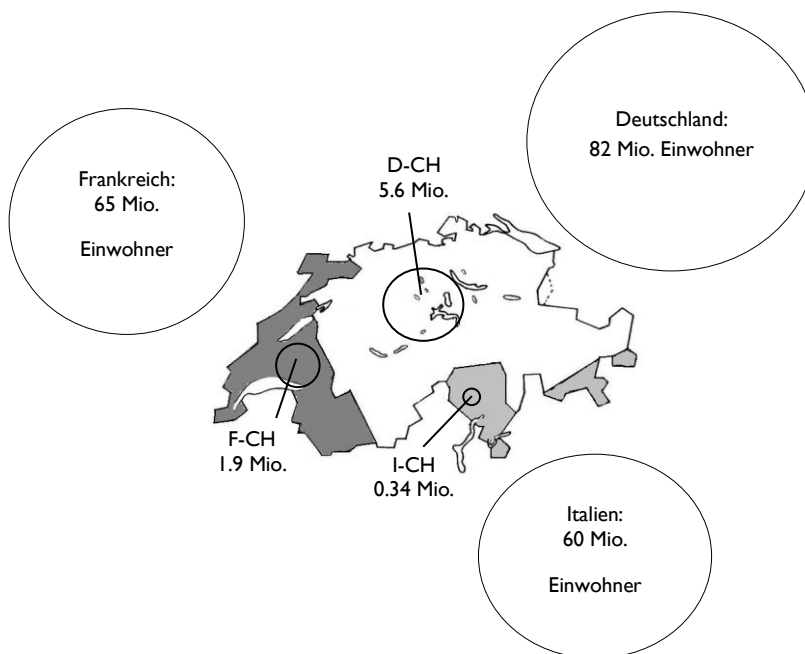 Deutschland:
82 Mio. Einwohner
Frankreich:
65 Mio.
Einwohner
D-CH
5.6 Mio.
F-CH
1.9 Mio.
I-CH
0.34 Mio.
Italien:
60 Mio.
Einwohner